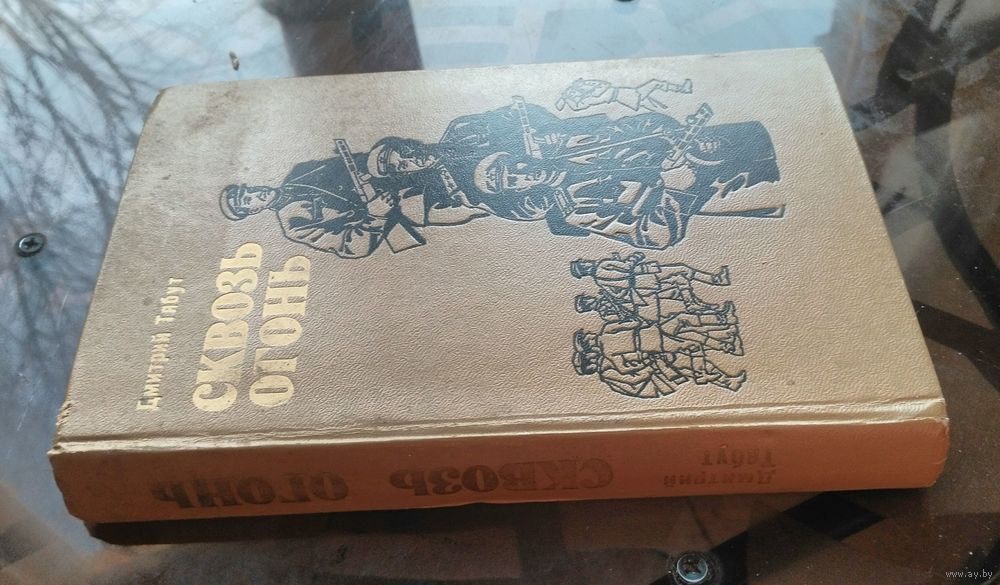 Дмитрий Табут
СКВОЗЬ
ОГОНЬ
Дмитрий
Табут
СКВОЗЬ ОГОНЬ
www.ay.by